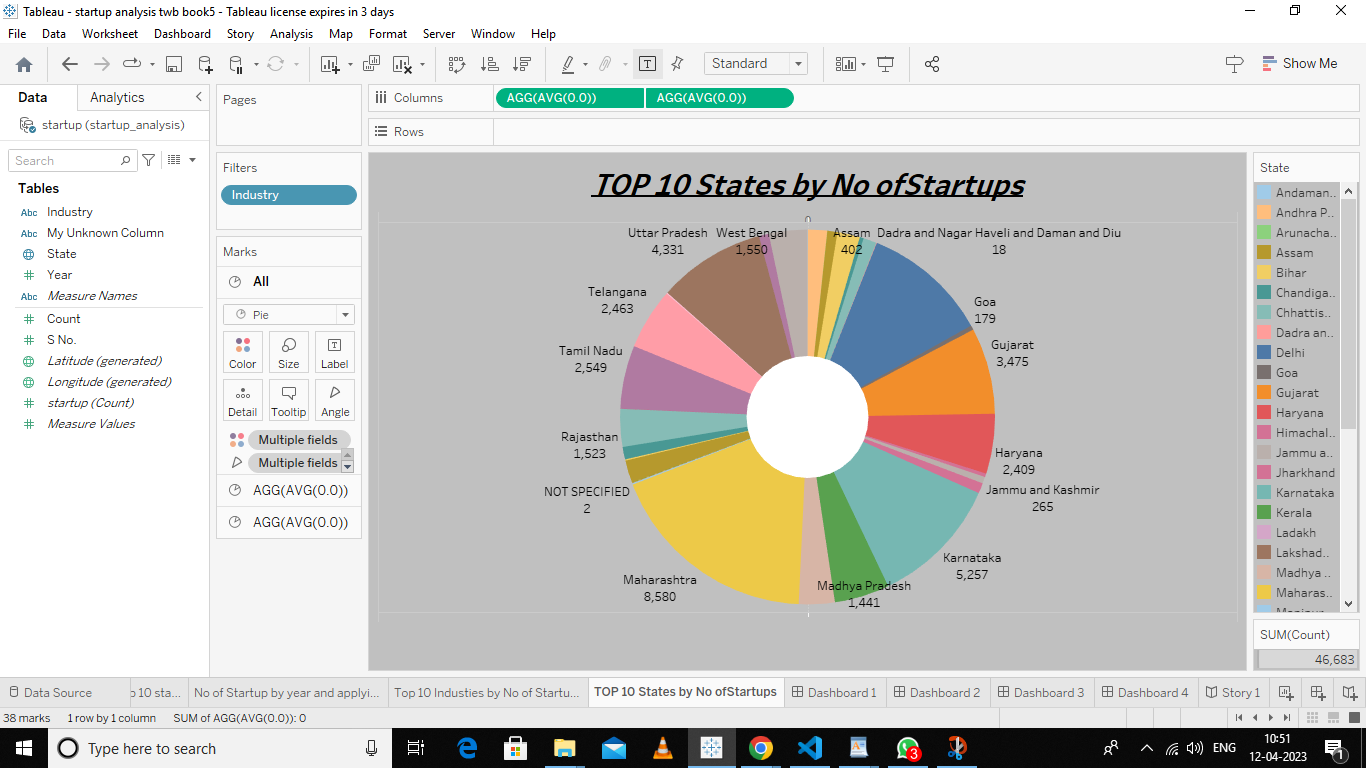 Tableau - startup analysis twb book5 - Tableau license expires in 3 days
File Data Worksheet Dashboard Story Analysis Map Format Server Window Help
Standard
Show Me
Data Analytics
startup (startup_analysis)
Search
Tables
Abc Industry
Abc My Unknown Column
State
Year
Abc Measure Names
Count
S No.
Latitude (generated)
Longitude (generated)
startup (Count)
Measure Values
Pages
Filters
Industry
Marks
All
Pie
Color Size Label
Detail Tooltip Angle
Multiple fields
Multiple fields
AGG(AVG(0.0))
AGG(AVG(0.0))
Columns AGG(AVG(0.0)) AGG(AVG(0.0))
Rows
TOP 10 States by No ofStartups
0
Uttar Pradesh
4,331
West Bengal
1,550
Assam
402
Dadra and Nagar Haveli and Daman and Diu
18
Goa
179
Gujarat
3,475
Haryana
2,409
Jammu and Kashmir
265
Karnataka
5,257
Madhya Pradesh
1,441
Maharashtra
8,580
NOT SPECIFIED
2
Rajasthan
1,523
Tamil Nadu
2,549
Telangana
2,463
State
Andaman..
Andhra P..
Arunacha..
Assam
Bihar
Chandiga..
Chhattis..
Dadra an..
Delhi
Goa
Gujarat
Haryana
Himachal..
Jammu a..
Jharkhand
Karnataka
Kerala
Ladakh
Lakshad..
Madhya ..
Maharas..
SUM(Count)
46,683
Data Source
p 10 sta...
No of Startup by year and applyi...
Top 10 Industies by No of Startu...
TOP 10 States by No ofStartups
Dashboard 1
Dashboard 2
Dashboard 3
Dashboard 4
Story 1
38 marks 1 row by 1 column SUM of AGG(AVG(0.0)): 0
Type here to search
3
ENG
10:51
12-04-2023
1